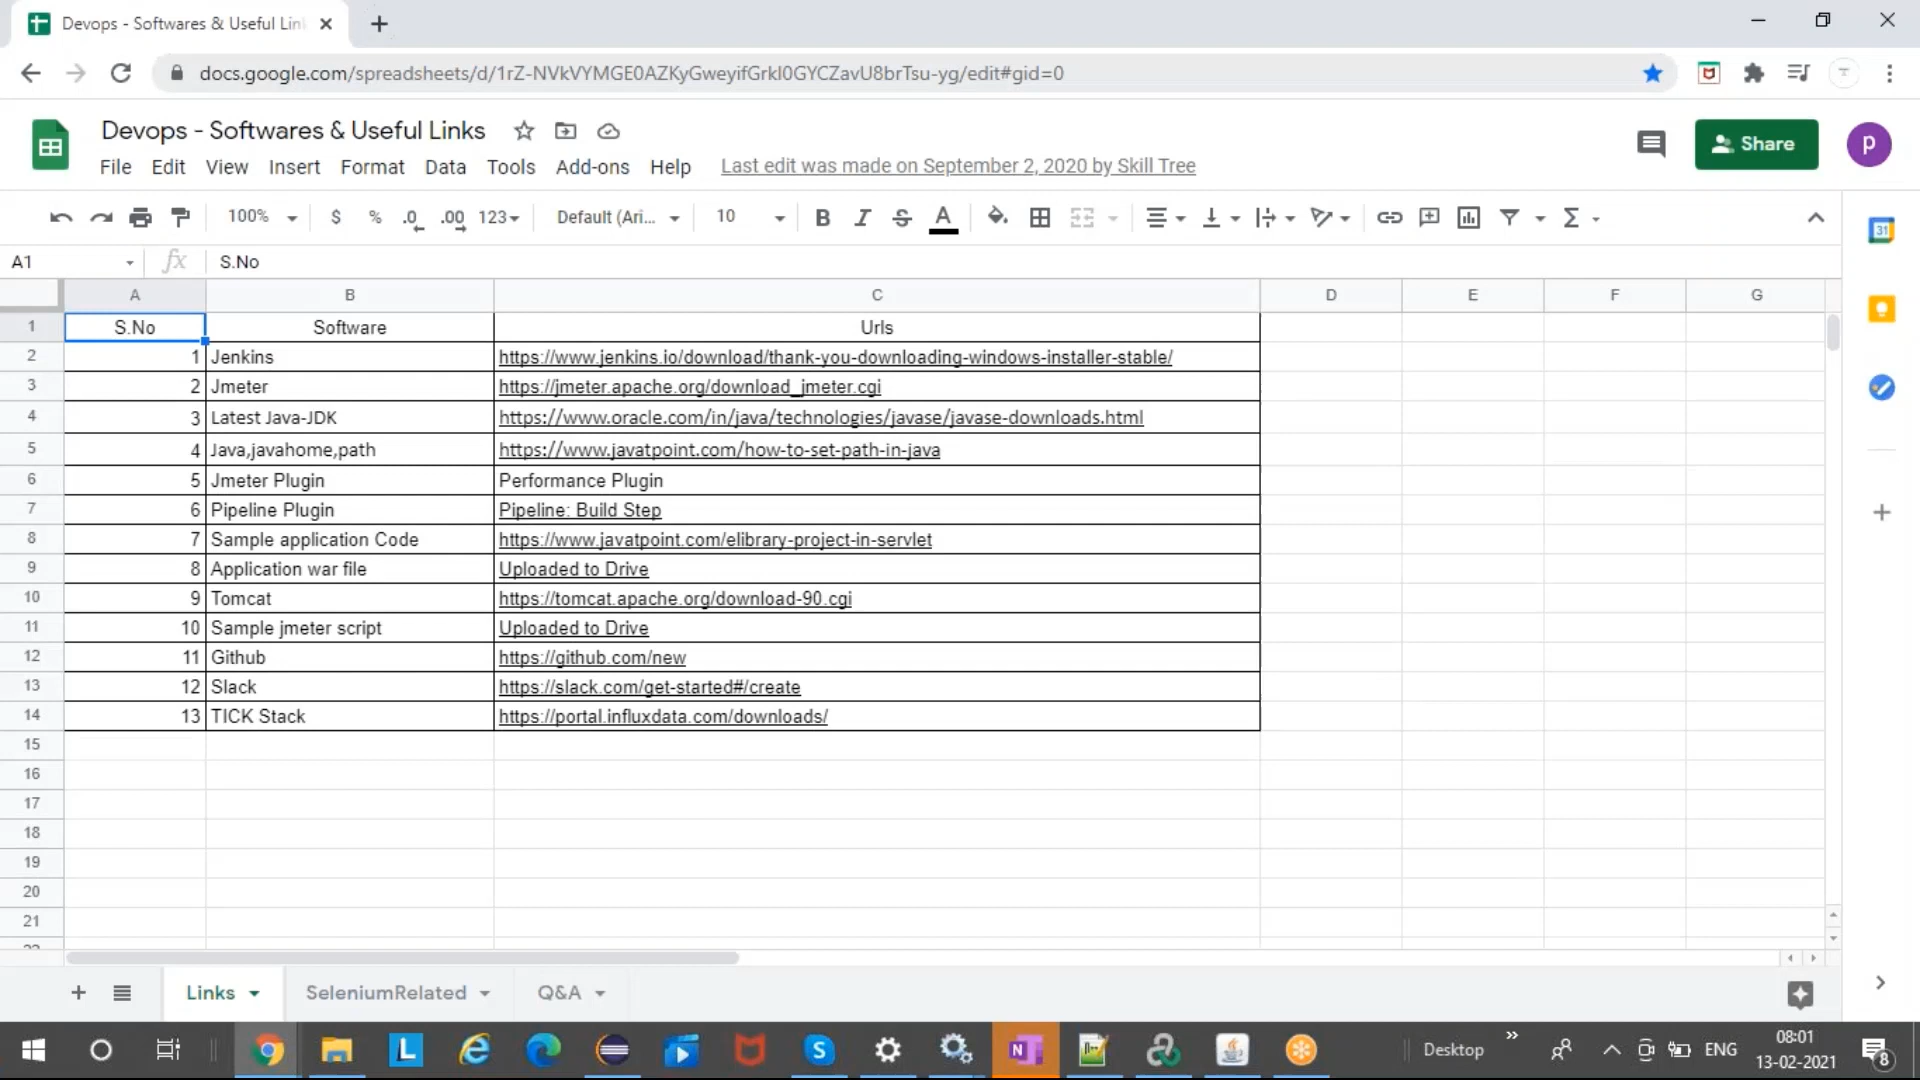 Devops - Softwares & Useful Lin
docs.google.com/spreadsheets/d/1rZ-NVkVYMGE0AZKyGweyifGrkl0GYCZavU8brTsu-yg/edit#gid=0
Devops - Softwares & Useful Links
File Edit View Insert Format Data Tools Add-ons Help Last edit was made on September 2, 2020 by Skill Tree
Share
p
100% $ % .0 .00 123 Default (Ari... 10 B I S A Σ
31
A1 fx S.No
A B C D E F G
1 S.No Software Urls
2 1 Jenkins https://www.jenkins.io/download/thank-you-downloading-windows-installer-stable/
3 2 Jmeter https://jmeter.apache.org/download_jmeter.cgi
4 3 Latest Java-JDK https://www.oracle.com/in/java/technologies/javase/javase-downloads.html
5 4 Java,javahome,path https://www.javatpoint.com/how-to-set-path-in-java
6 5 Jmeter Plugin Performance Plugin
7 6 Pipeline Plugin Pipeline: Build Step
8 7 Sample application Code https://www.javatpoint.com/elibrary-project-in-servlet
9 8 Application war file Uploaded to Drive
10 9 Tomcat https://tomcat.apache.org/download-90.cgi
11 10 Sample jmeter script Uploaded to Drive
12 11 Github https://github.com/new
13 12 Slack https://slack.com/get-started#/create
14 13 TICK Stack https://portal.influxdata.com/downloads/
15
16
17
18
19
20
21
Links SeleniumRelated Q&A
Desktop ENG
08:01
13-02-2021
8